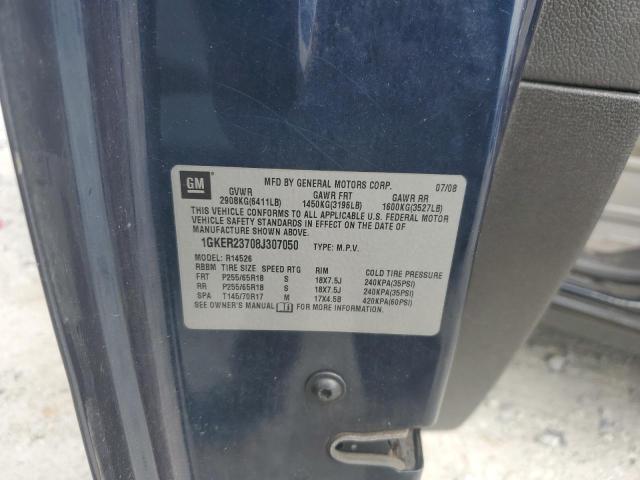 GM MFD BY GENERAL MOTORS CORP. 07/08
GVWR GAWR FRT GAWR RR
2908KG(6411LB) 1450KG(3196LB) 1600KG(3527LB)
THIS VEHICLE CONFORMS TO ALL APPLICABLE U.S. FEDERAL MOTOR
VEHICLE SAFETY STANDARDS IN EFFECT ON THE DATE OF
MANUFACTURE SHOWN ABOVE.
1GKER23708J307050 TYPE: M.P.V.
MODEL: R14526
RBBM TIRE SIZE SPEED RTG RIM COLD TIRE PRESSURE
FRT P255/65R18 S 18X7.5J 240KPA(35PSI)
RR P255/65R18 S 18X7.5J 240KPA(35PSI)
SPA T145/70R17 M 17X4.5B 420KPA(60PSI)
SEE OWNER'S MANUAL FOR MORE INFORMATION.